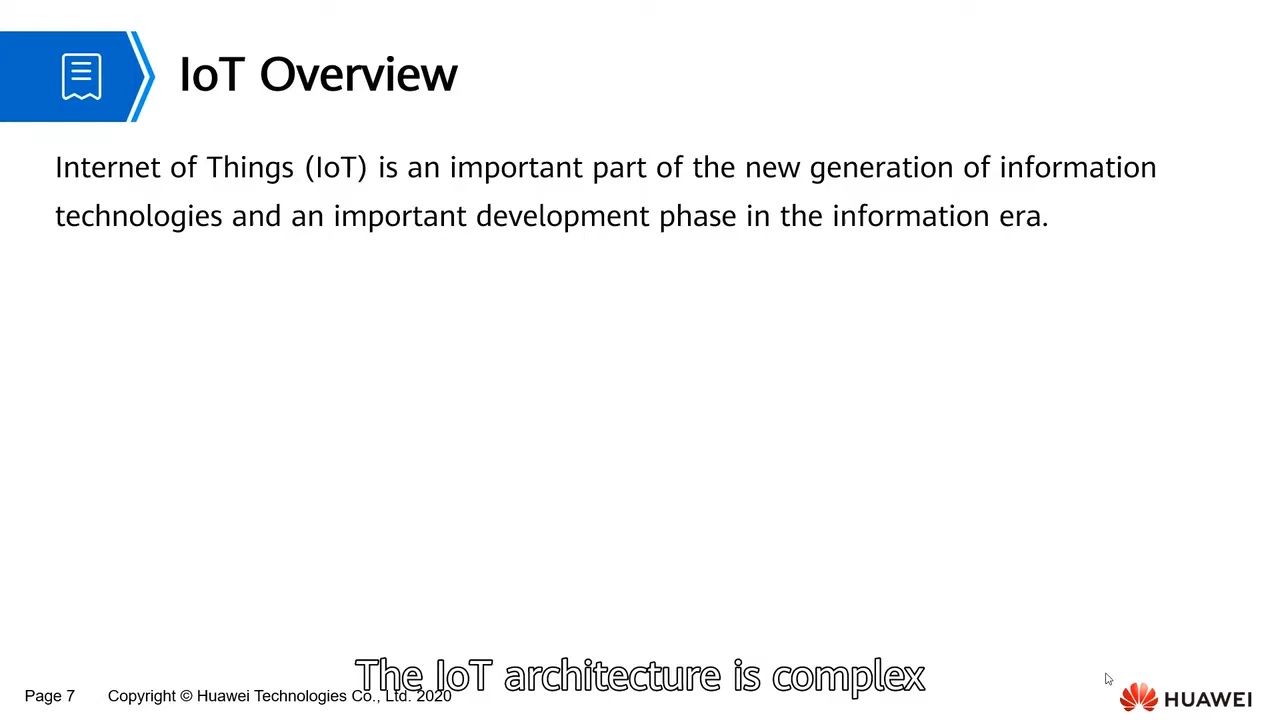 IoT Overview
Internet of Things (IoT) is an important part of the new generation of information
technologies and an important development phase in the information era.
The IoT architecture is complex
Page 7
Copyright © Huawei Technologies Co., Ltd. 2020
HUAWEI